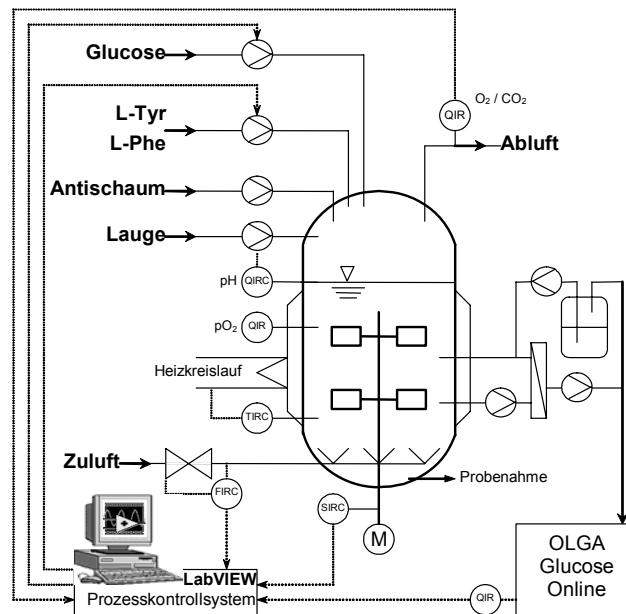 Glucose
O₂ / CO₂
QIR
L-Tyr
L-Phe
Abluft
Antischaum
Lauge
pH QIRC
pO₂ QIR
Heizkreislauf
TIRC
Zuluft
Probenahme
FIRC
SIRC
M
OLGA
Glucose
Online
LabVIEW
Prozesskontrollsystem
QIR